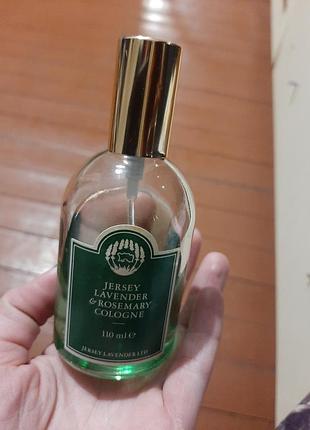 JERSEY
LAVENDER
& ROSEMARY
COLOGNE
110 ml ℮
JERSEY LAVENDER LTD